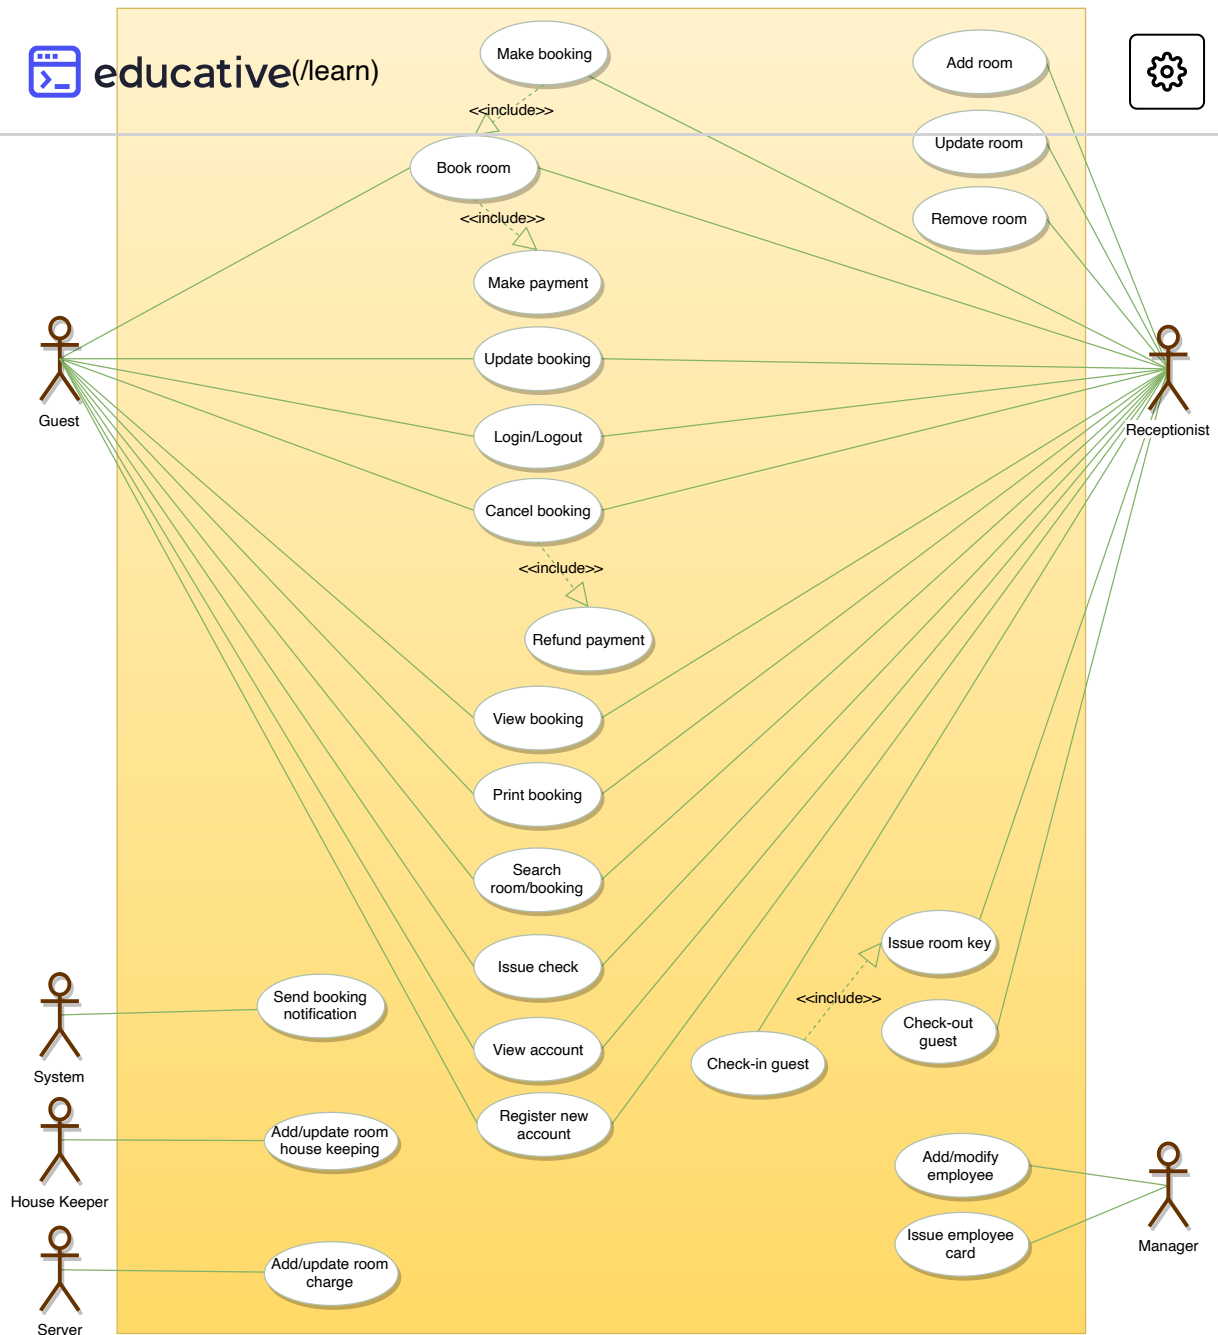 Make booking
Add room
educative(/learn)
<<include>>
Update room
Book room
<<include>>
Remove room
Make payment
Update booking
Guest
Receptionist
Login/Logout
Cancel booking
<<include>>
Refund payment
View booking
Print booking
Search
room/booking
Issue check
Issue room key
Send booking
notification
<<include>>
Check-out
guest
System
View account
Check-in guest
Register new
account
Add/update room
house keeping
House Keeper
Add/modify
employee
Issue employee
card
Manager
Add/update room
charge
Server